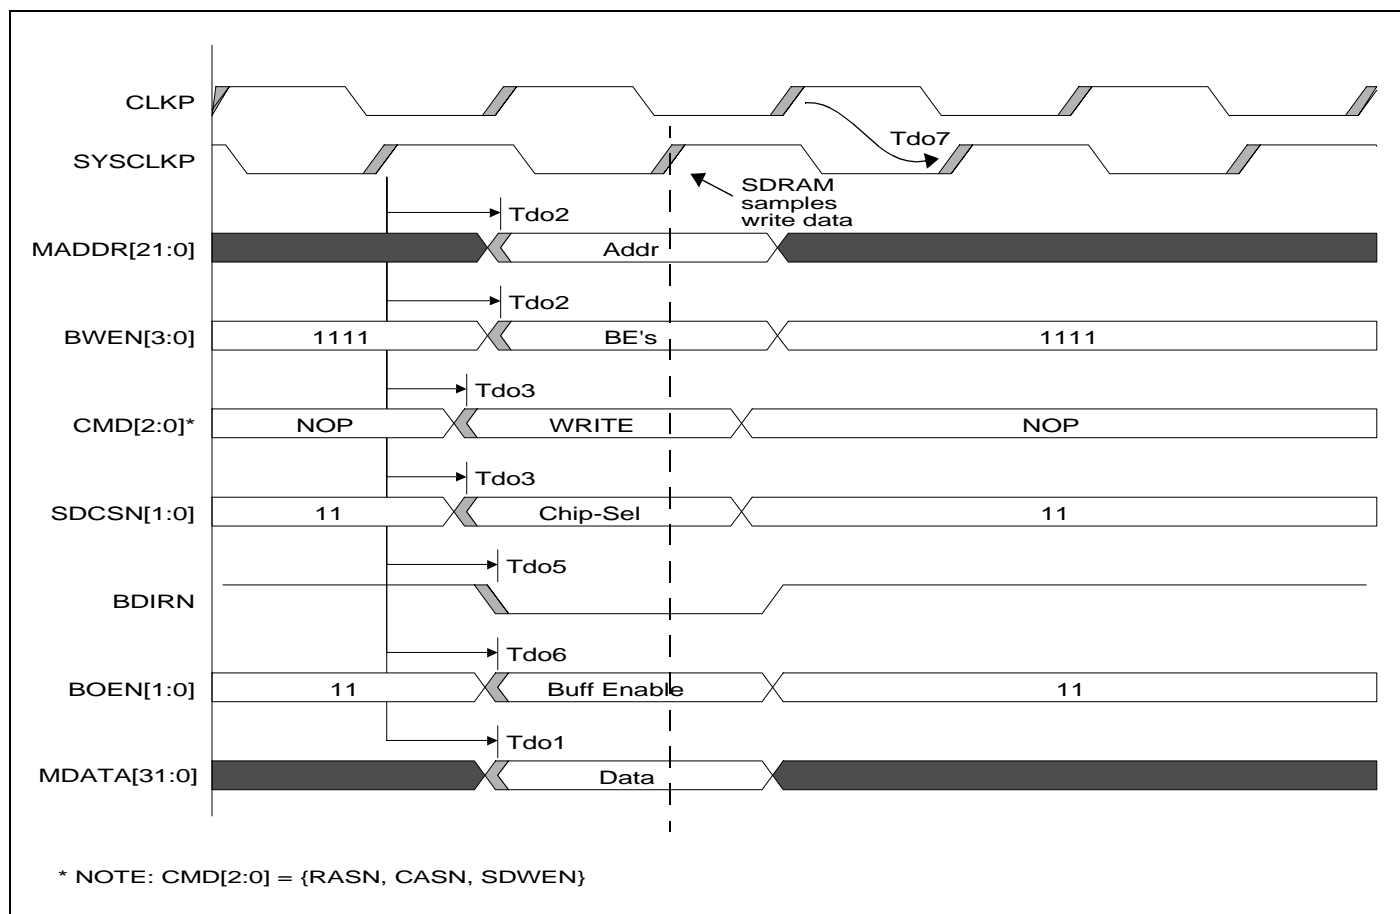 CLKP
Tdo7
SYSCLKP
SDRAM
samples
write data
Tdo2
MADDR[21:0]
Addr
Tdo2
BWEN[3:0]
1111
BE's
1111
Tdo3
CMD[2:0]*
NOP
WRITE
NOP
Tdo3
SDCSN[1:0]
11
Chip-Sel
11
Tdo5
BDIRN
Tdo6
BOEN[1:0]
11
Buff Enable
11
Tdo1
MDATA[31:0]
Data
* NOTE: CMD[2:0] = {RASN, CASN, SDWEN}